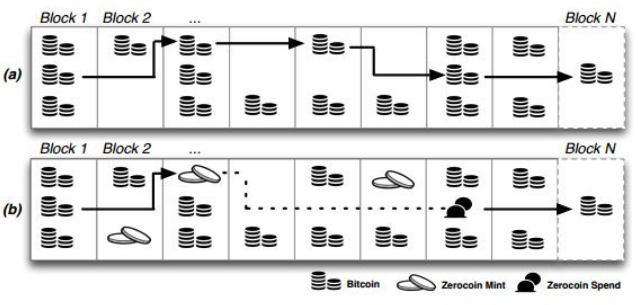 Block 1 Block 2 ... Block N
(a)
Block 1 Block 2 ... Block N
(b)
Bitcoin Zerocoin Mint Zerocoin Spend